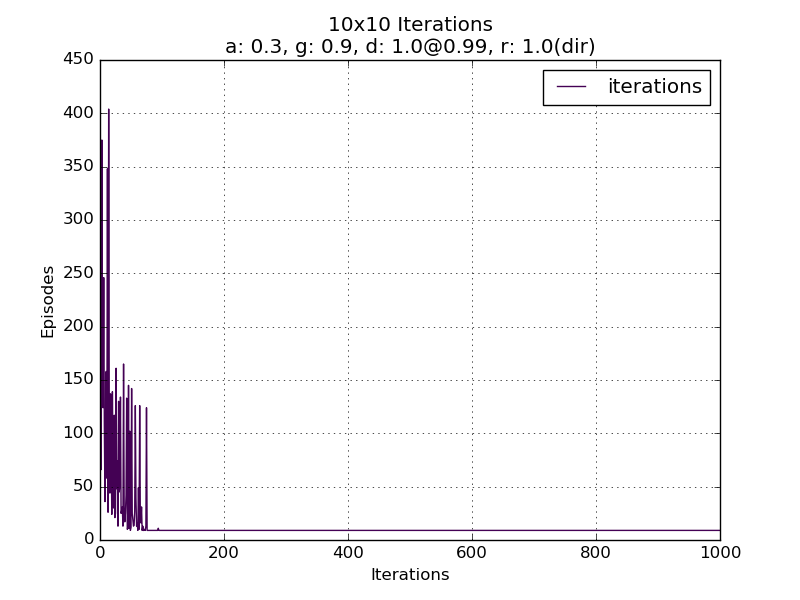 10x10 Iterations
a: 0.3, g: 0.9, d: 1.0@0.99, r: 1.0(dir)
450
400
350
300
250
200
150
100
50
0
Episodes
iterations
0 200 400 600 800 1000
Iterations